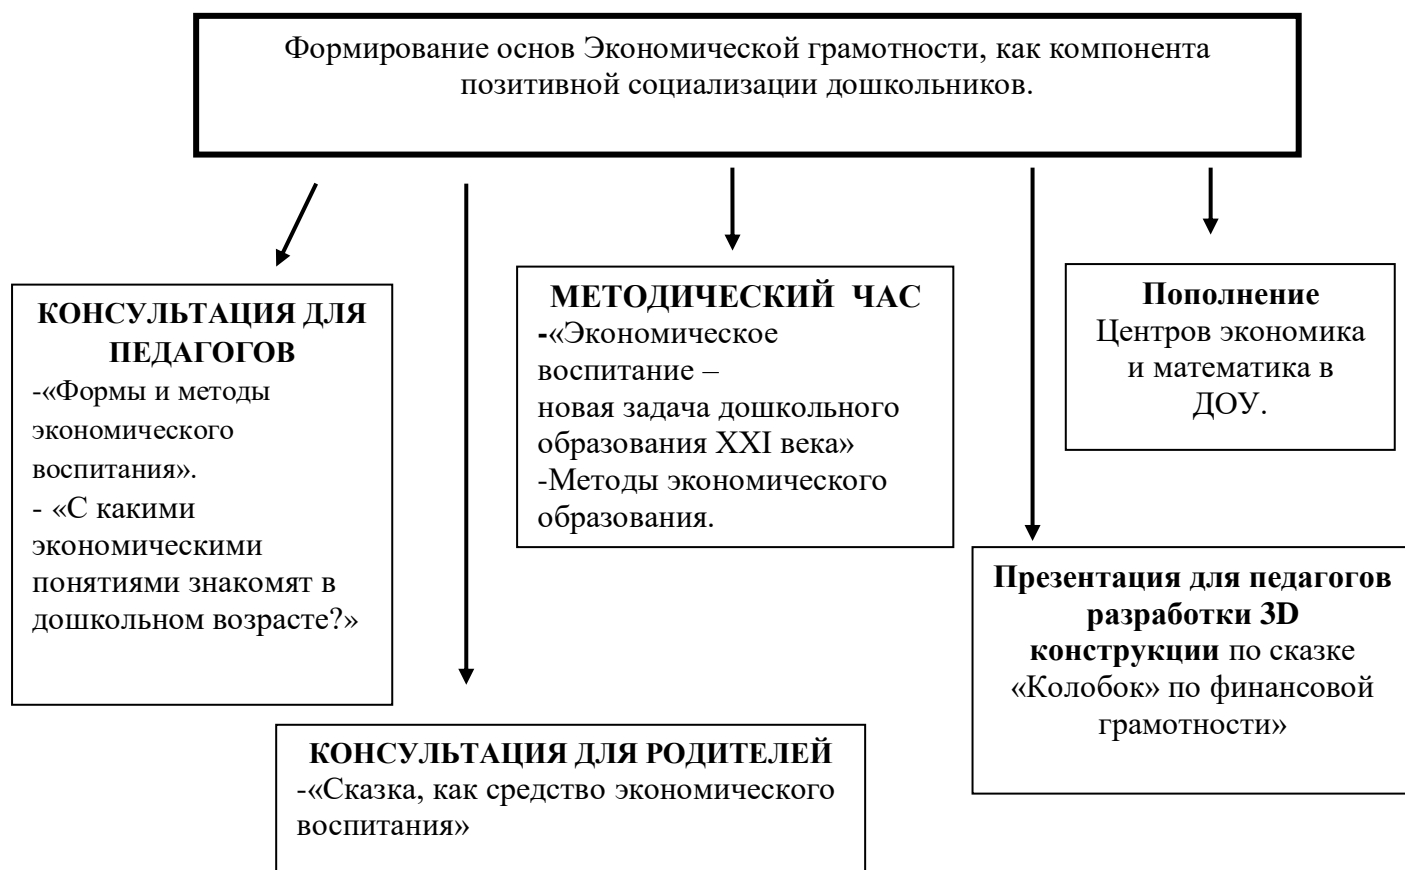 Формирование основ Экономической грамотности, как компонента
позитивной социализации дошкольников.
КОНСУЛЬТАЦИЯ ДЛЯ
ПЕДАГОГОВ
-«Формы и методы
экономического
воспитания».
- «С какими
экономическими
понятиями знакомят в
дошкольном возрасте?»
КОНСУЛЬТАЦИЯ ДЛЯ РОДИТЕЛЕЙ
-«Сказка, как средство экономического
воспитания»
МЕТОДИЧЕСКИЙ ЧАС
-«Экономическое
воспитание –
новая задача дошкольного
образования XXI века»
-Методы экономического
образования.
Презентация для педагогов
разработки 3D
конструкции по сказке
«Колобок» по финансовой
грамотности»
Пополнение
Центров экономика
и математика в
ДОУ.